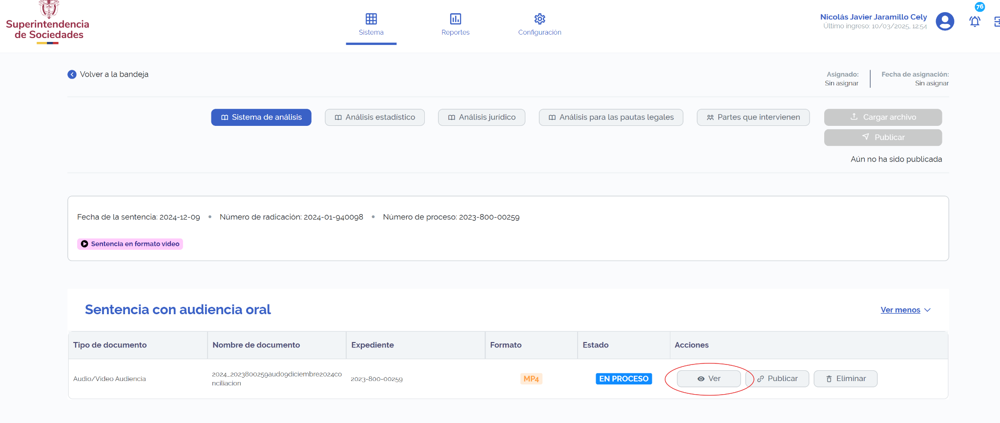 Superintendencia
de Sociedades
Sistema
Reportes
Configuración
Nicolás Javier Jaramillo Cely
Último ingreso: 10/03/2025, 12:54
76
Volver a la bandeja
Asignado:
Sin asignar
Fecha de asignación:
Sin asignar
Sistema de análisis
Análisis estadístico
Análisis jurídico
Análisis para las pautas legales
Partes que intervienen
Cargar archivo
Publicar
Aún no ha sido publicada
Fecha de la sentencia: 2024-12-09 • Número de radicación: 2024-01-940098 • Número de proceso: 2023-800-00259
Sentencia en formato video
Sentencia con audiencia oral
Ver menos
Tipo de documento
Nombre de documento
Expediente
Formato
Estado
Acciones
Audio/Video Audiencia
2024_2023800259aud09diciembre2024co
nciliacion
2023-800-00259
MP4
EN PROCESO
Ver
Publicar
Eliminar